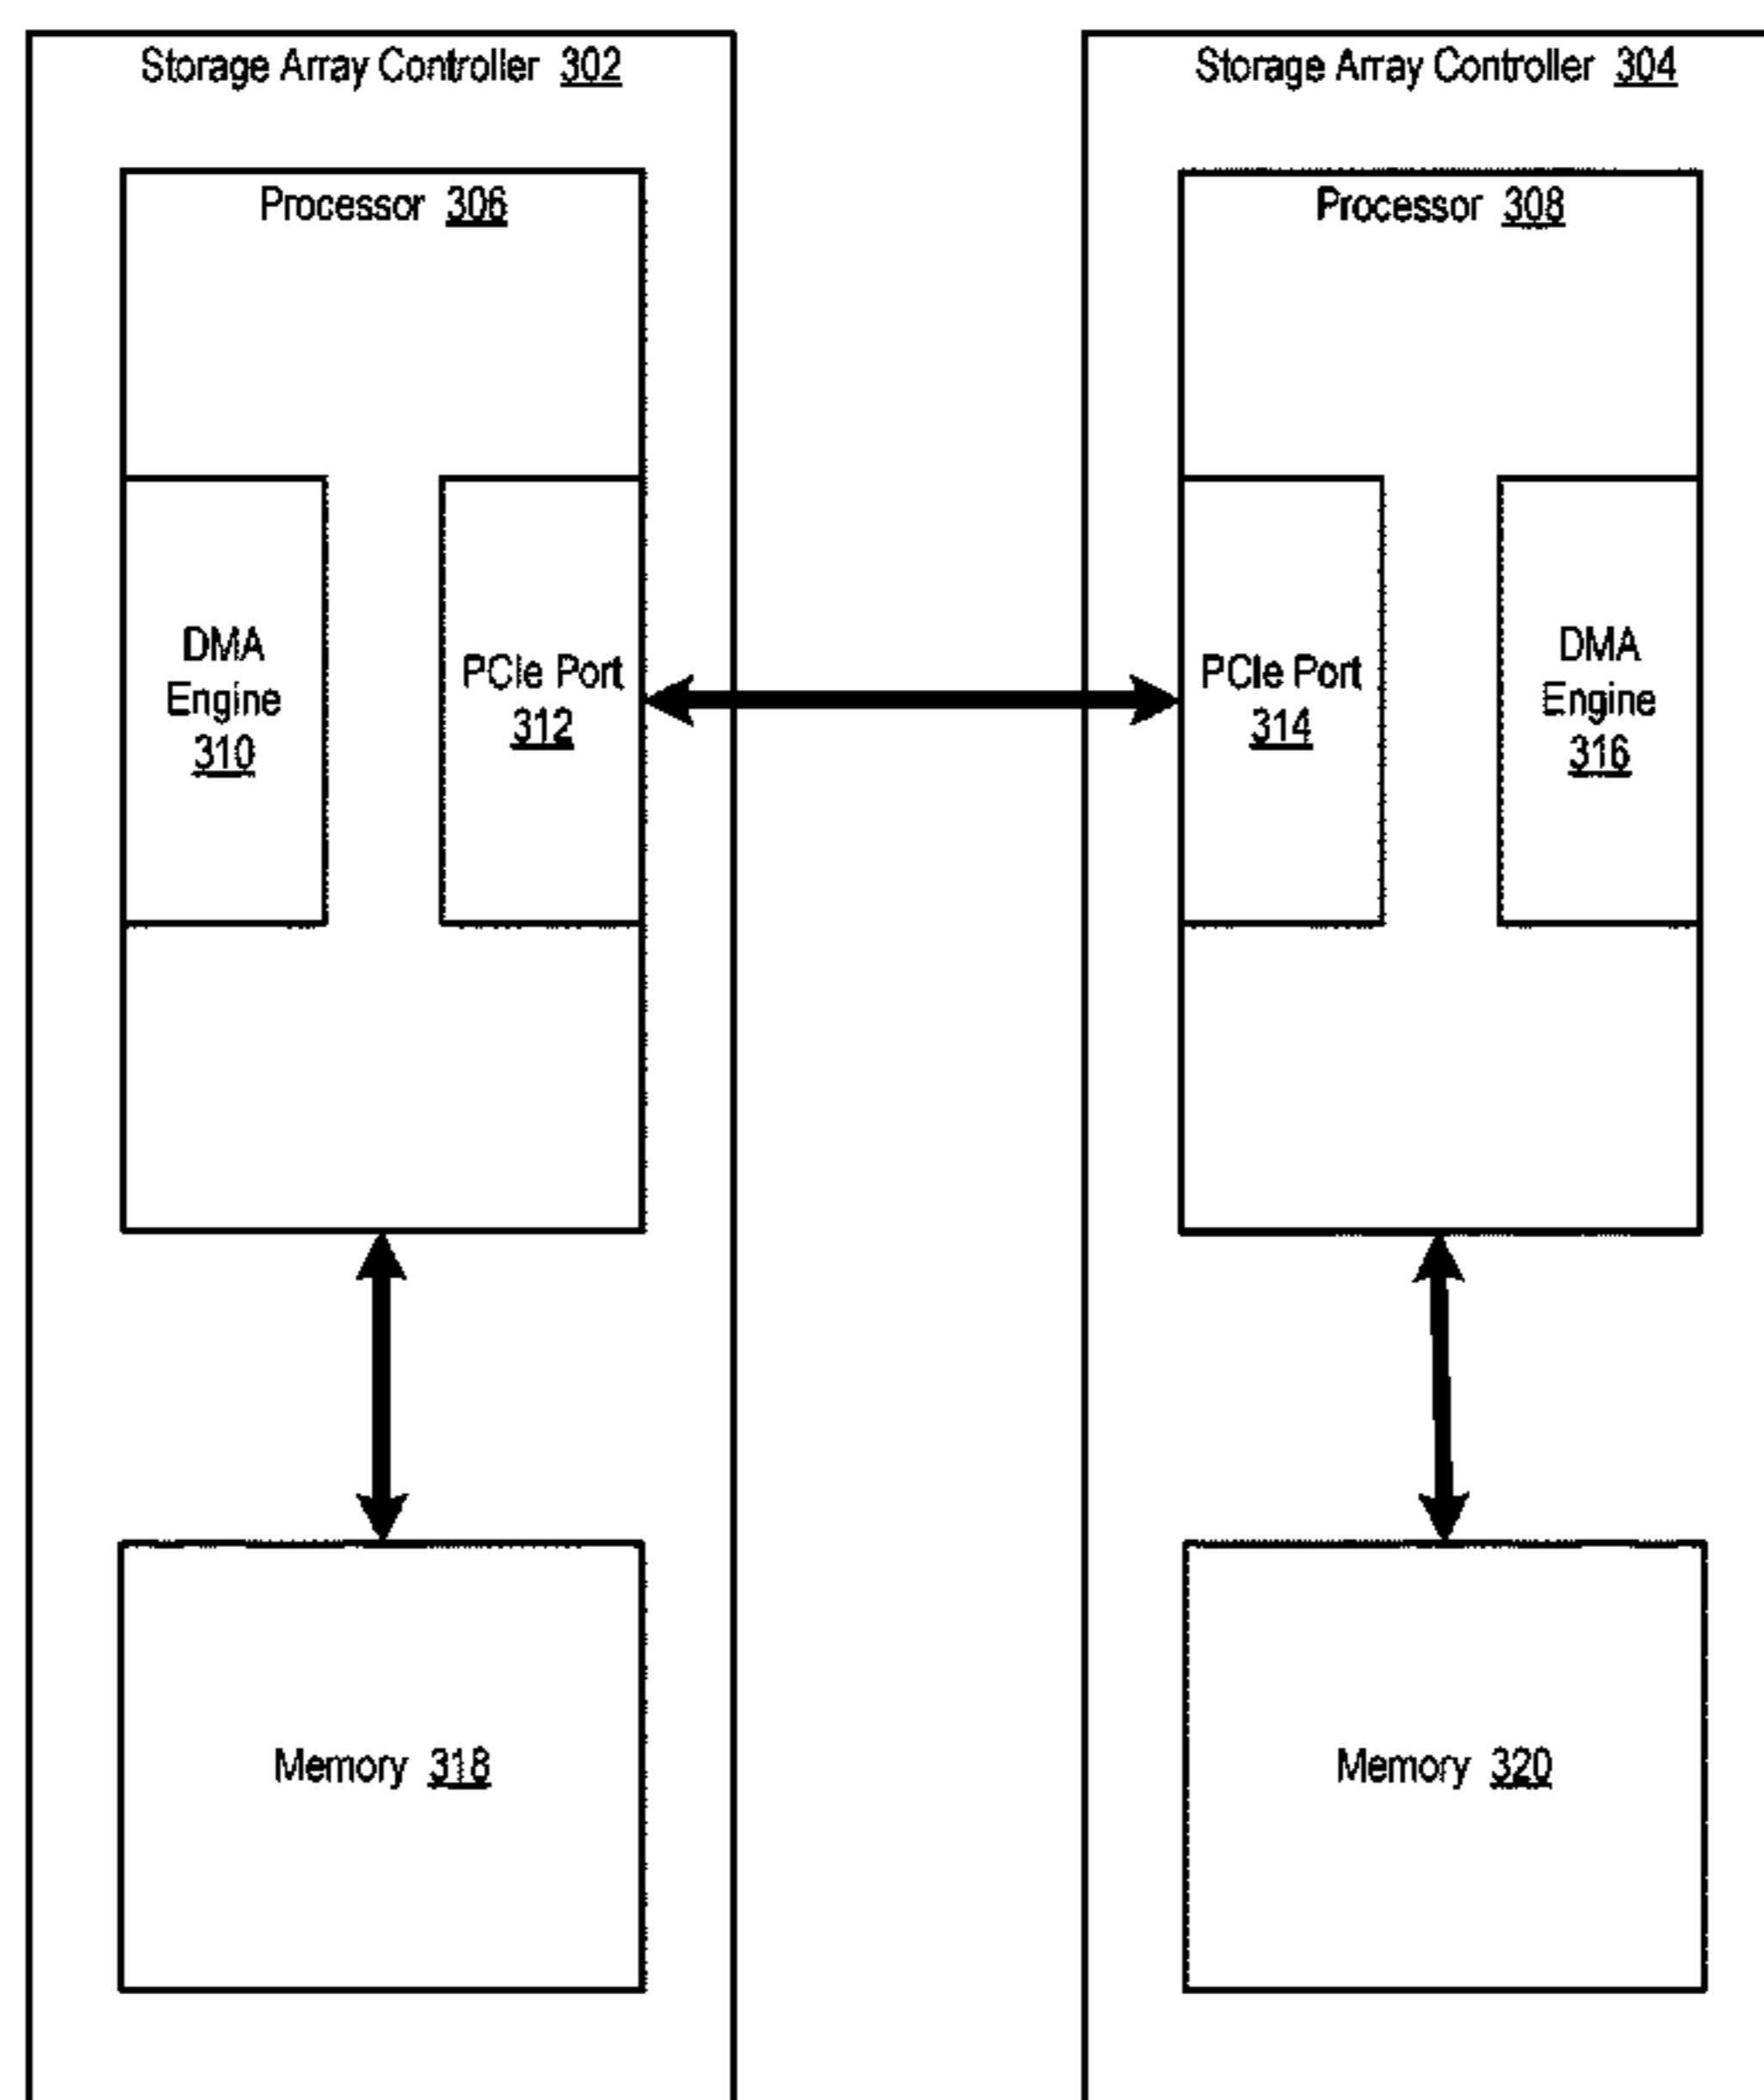 Storage Array Controller 302
Processor 306
DMA
Engine
310
PCIe Port
312
Memory 318
Storage Array Controller 304
Processor 308
PCIe Port
314
DMA
Engine
316
Memory 320